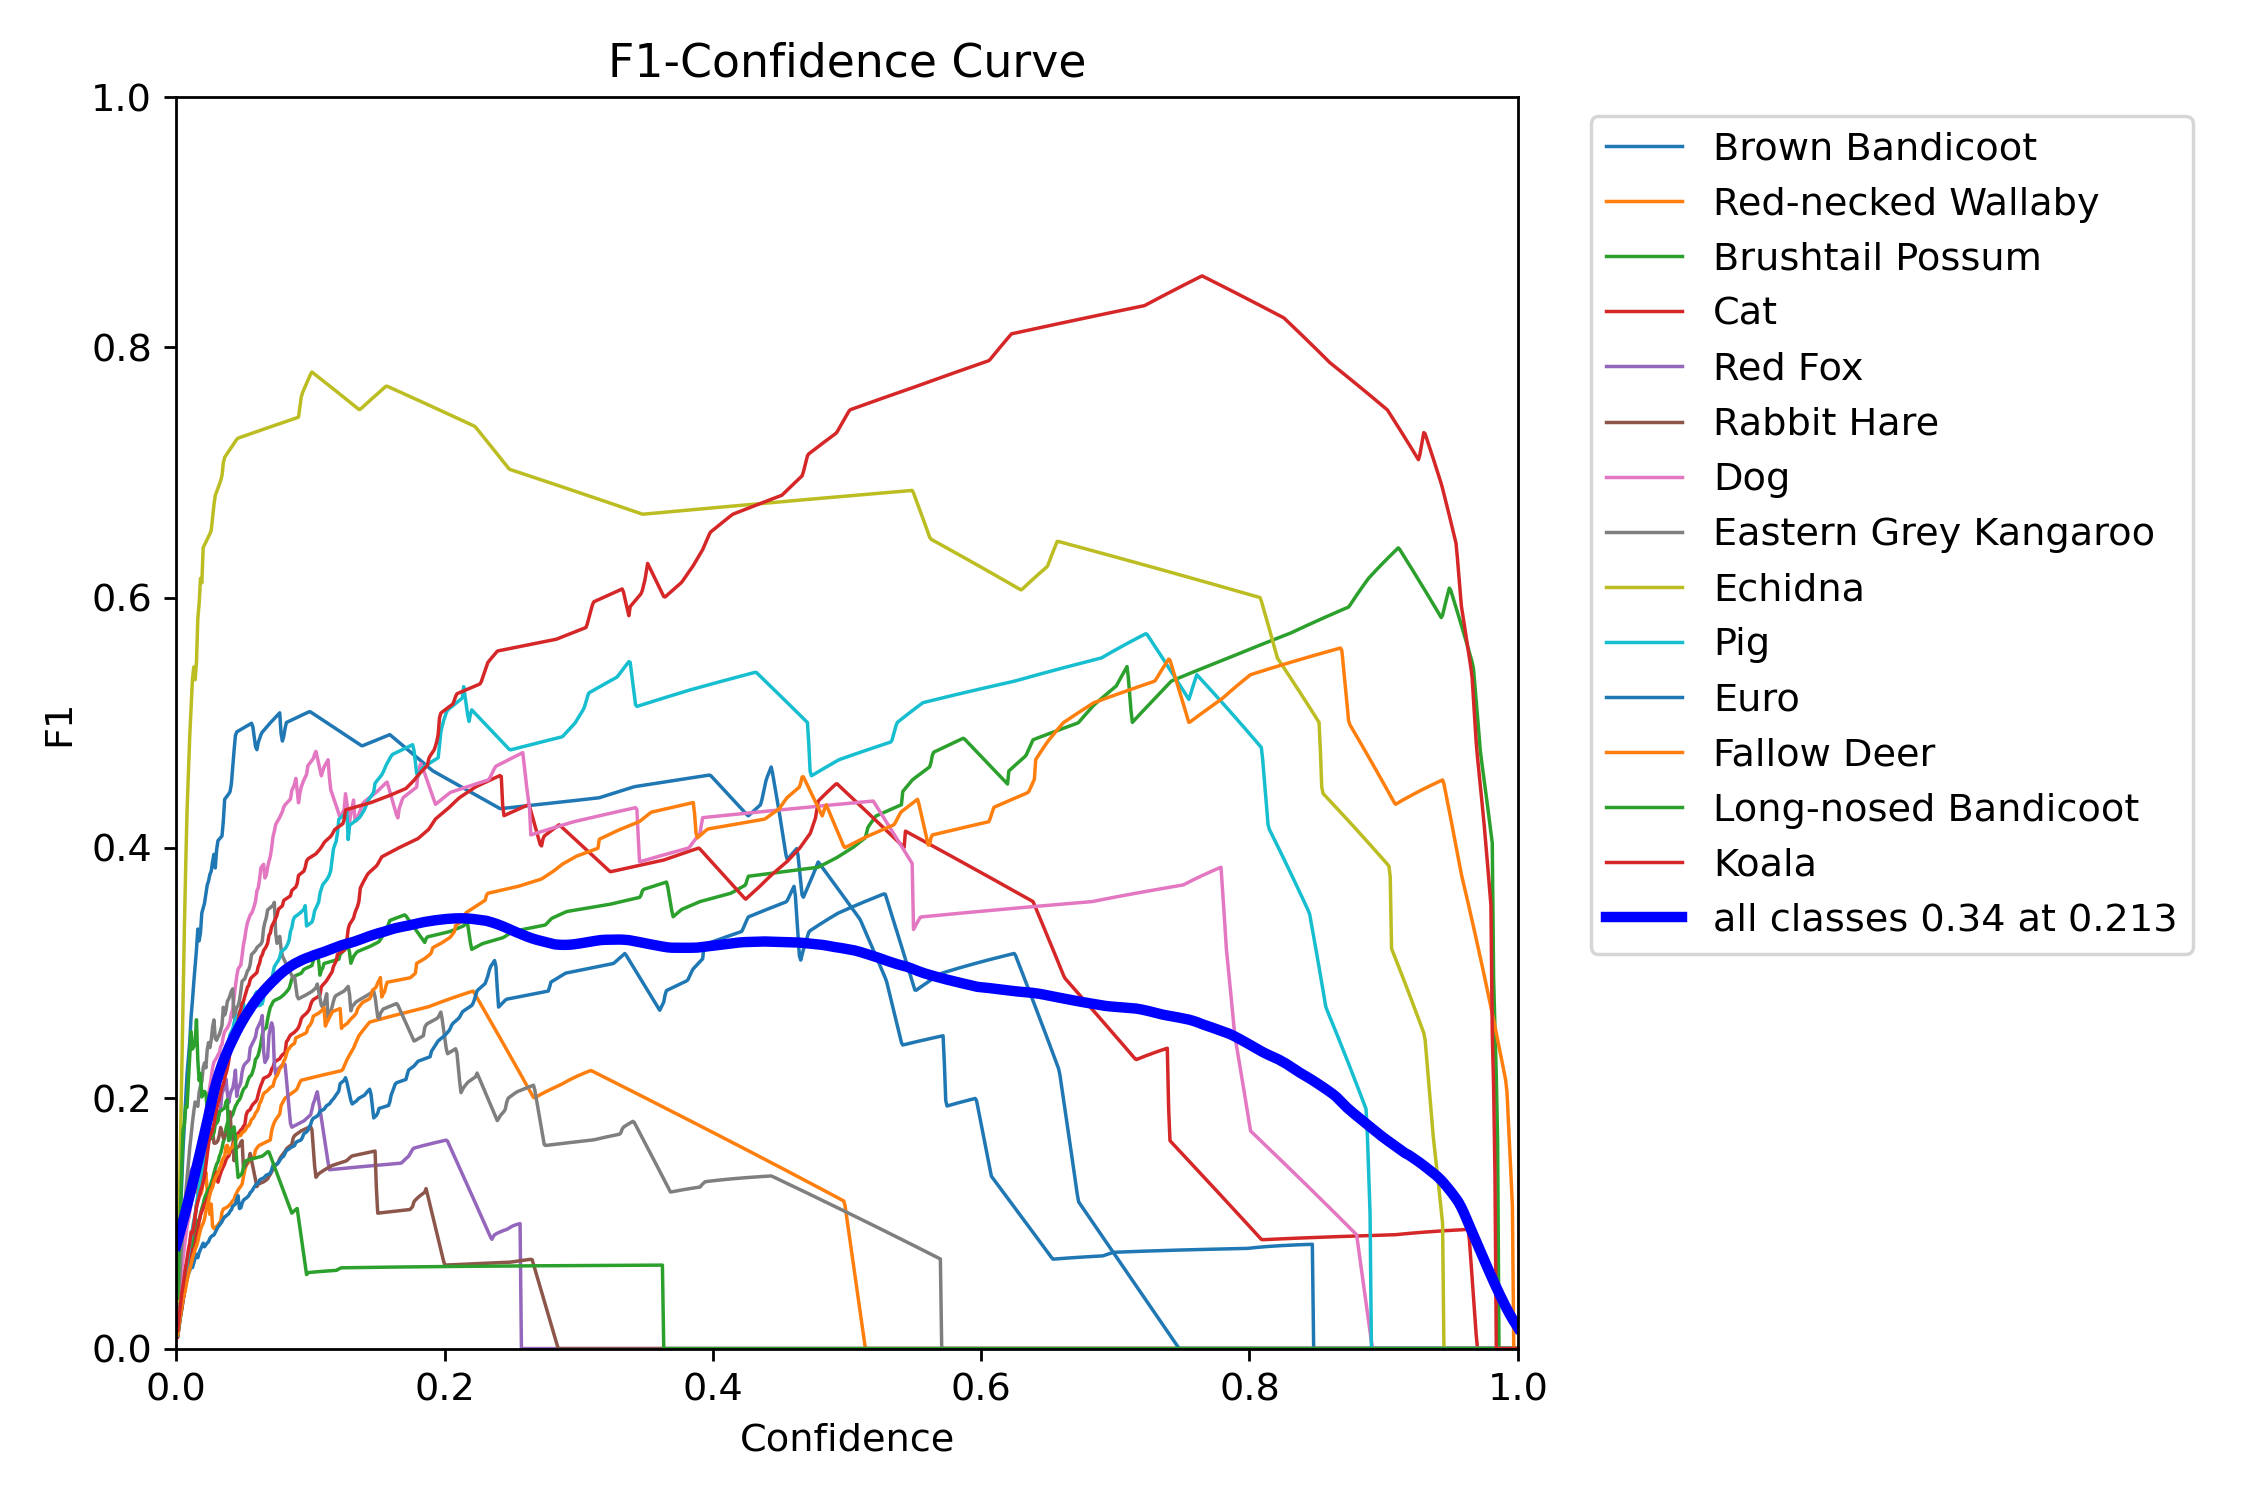 F1-Confidence Curve
1.0
0.8
0.6
0.4
0.2
0.0
F1
0.0 0.2 0.4 0.6 0.8 1.0
Confidence
Brown Bandicoot
Red-necked Wallaby
Brushtail Possum
Cat
Red Fox
Rabbit Hare
Dog
Eastern Grey Kangaroo
Echidna
Pig
Euro
Fallow Deer
Long-nosed Bandicoot
Koala
all classes 0.34 at 0.213